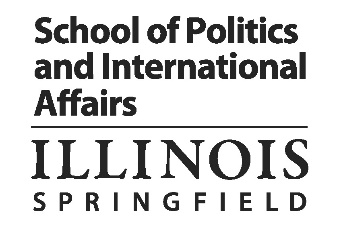 School of Politics
and International
Affairs
ILLINOIS
SPRINGFIELD